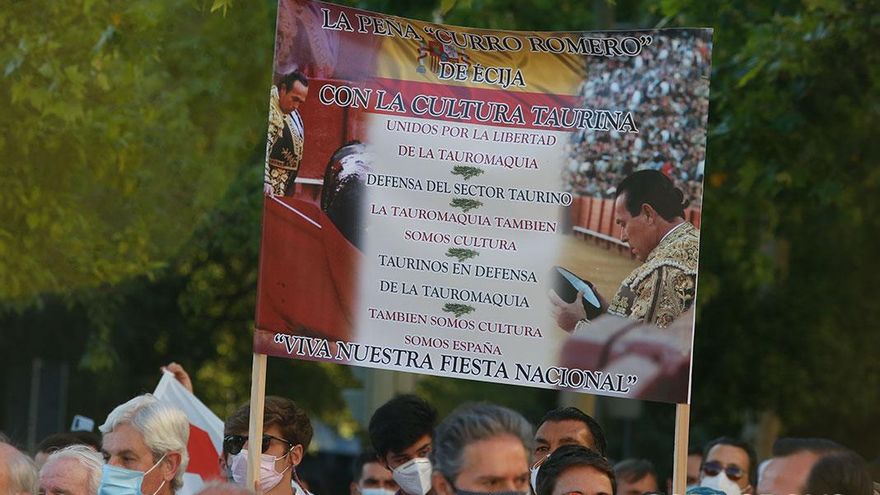 LA PEÑA "CURRO ROMERO"
DE ÉCIJA
CON LA CULTURA TAURINA
UNIDOS POR LA LIBERTAD
DE LA TAUROMAQUIA
DEFENSA DEL SECTOR TAURINO
LA TAUROMAQUIA TAMBIEN
SOMOS CULTURA
TAURINOS EN DEFENSA
DE LA TAUROMAQUIA
TAMBIEN SOMOS CULTURA
SOMOS ESPAÑA
"VIVA NUESTRA FIESTA NACIONAL"